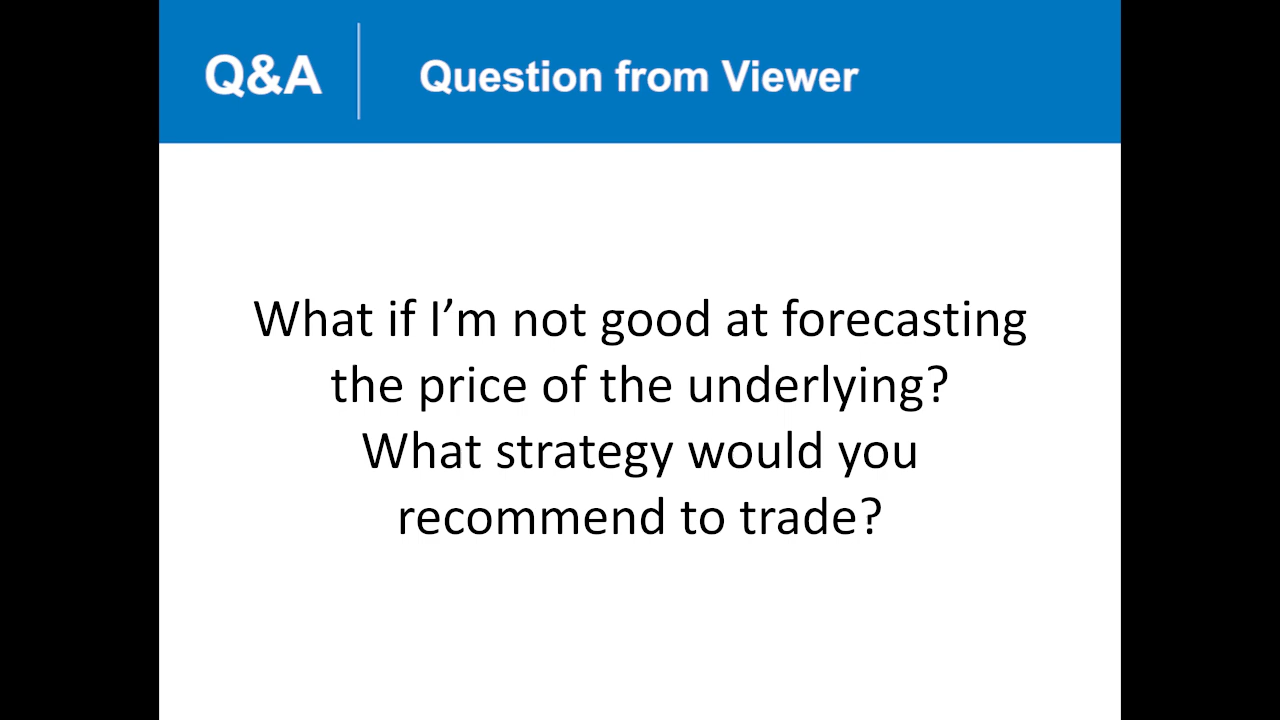 Q&A
Question from Viewer
What if I’m not good at forecasting
the price of the underlying?
What strategy would you
recommend to trade?